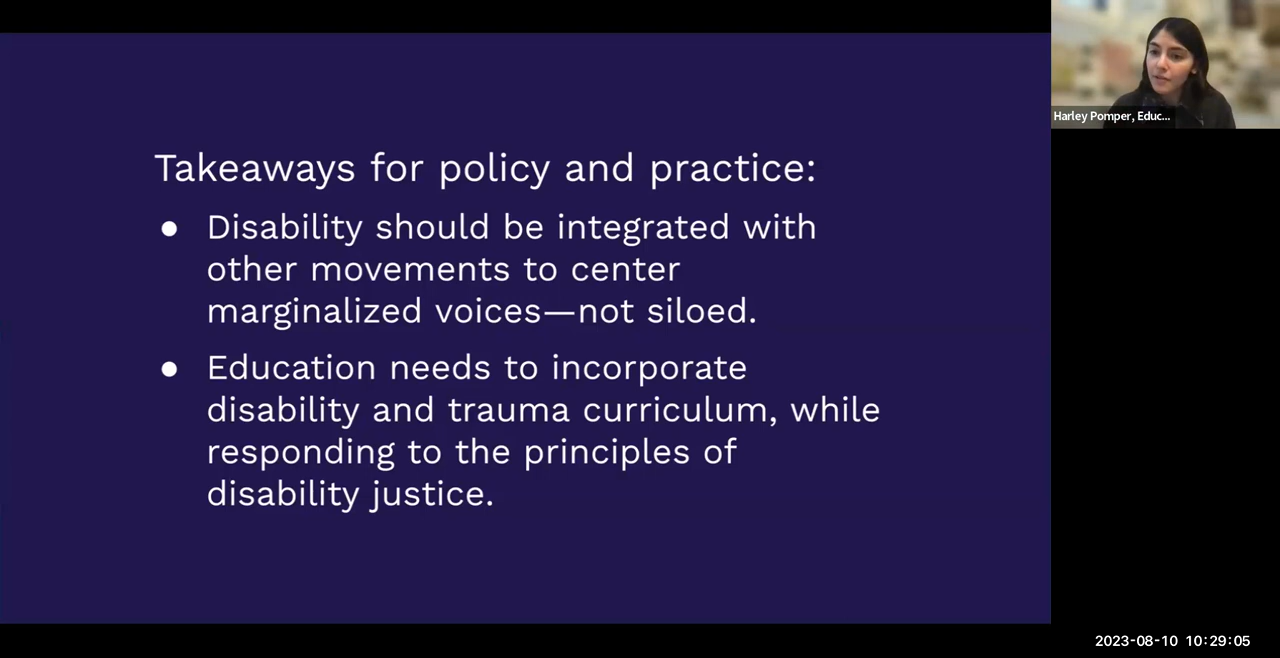 Takeaways for policy and practice:
● Disability should be integrated with
other movements to center
marginalized voices—not siloed.
● Education needs to incorporate
disability and trauma curriculum, while
responding to the principles of
disability justice.
Harley Pomper, Educ...
2023-08-10 10:29:05